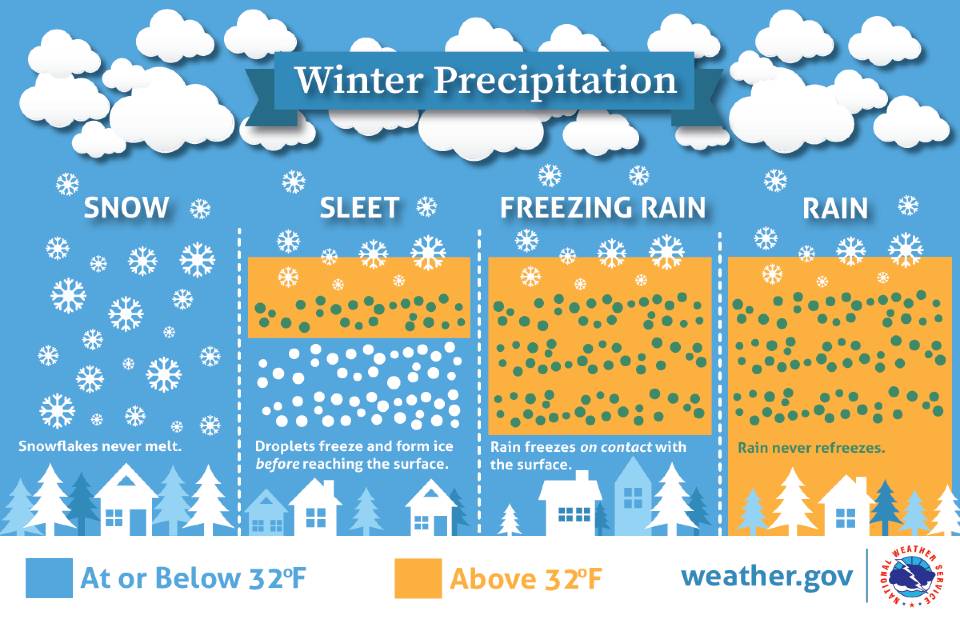 Winter Precipitation
SNOW
SLEET
FREEZING RAIN
RAIN
Snowflakes never melt.
Droplets freeze and form ice
before reaching the surface.
Rain freezes on contact with
the surface.
Rain never refreezes.
At or Below 32ºF
Above 32ºF
weather.gov
NATIONAL WEATHER SERVICE